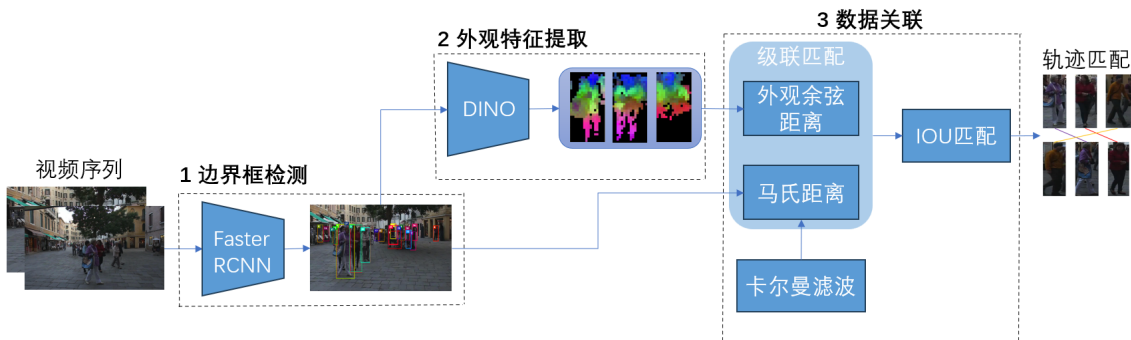 视频序列
1 边界框检测
Faster
RCNN
2 外观特征提取
DINO
3 数据关联
级联匹配
外观余弦
距离
马氏距离
卡尔曼滤波
IOU匹配
轨迹匹配